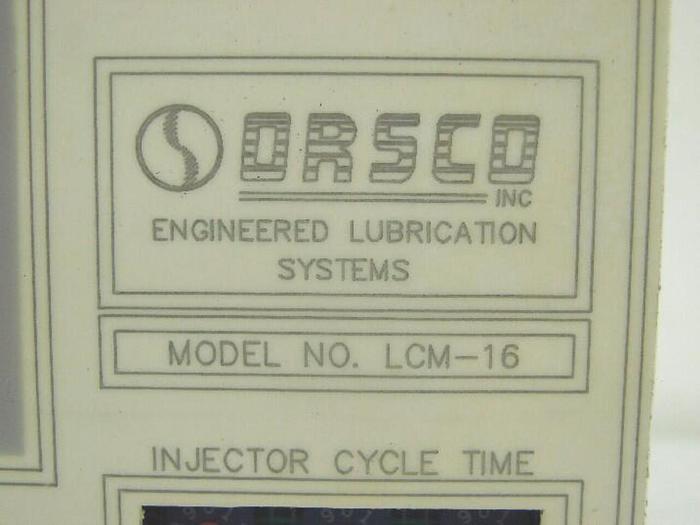 ORSCO
INC
ENGINEERED LUBRICATION
SYSTEMS
MODEL NO. LCM-16
INJECTOR CYCLE TIME